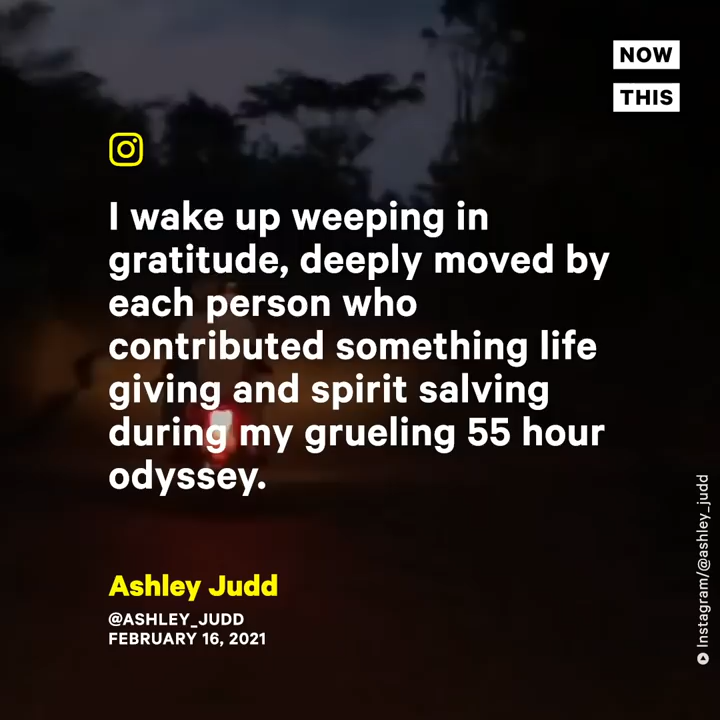 NOW
THIS
I wake up weeping in
gratitude, deeply moved by
each person who
contributed something life
giving and spirit salving
during my grueling 55 hour
odyssey.
Ashley Judd
@ASHLEY_JUDD
FEBRUARY 16, 2021
Instagram/@ashley_judd